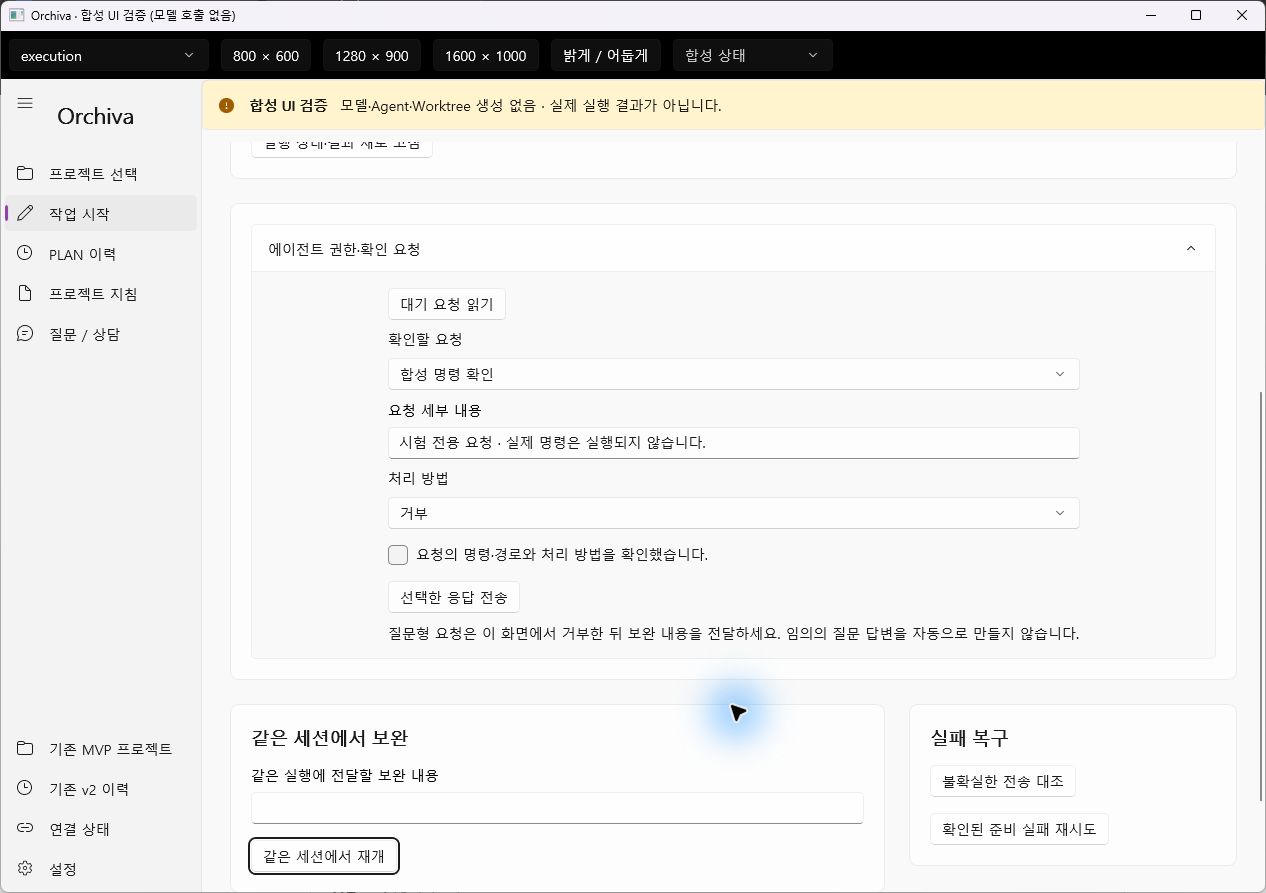 Orchiva · 합성 UI 검증 (모델 호출 없음)
execution
800 × 600
1280 × 900
1600 × 1000
밝게 / 어둡게
합성 상태
Orchiva
프로젝트 선택
작업 시작
PLAN 이력
프로젝트 지침
질문 / 상담
기존 MVP 프로젝트
기존 v2 이력
연결 상태
설정
합성 UI 검증 모델·Agent·Worktree 생성 없음 · 실제 실행 결과가 아닙니다.
실행 상태·결과 새로 고침
에이전트 권한·확인 요청
대기 요청 읽기
확인할 요청
합성 명령 확인
요청 세부 내용
시험 전용 요청 · 실제 명령은 실행되지 않습니다.
처리 방법
거부
요청의 명령·경로와 처리 방법을 확인했습니다.
선택한 응답 전송
질문형 요청은 이 화면에서 거부한 뒤 보완 내용을 전달하세요. 임의의 질문 답변을 자동으로 만들지 않습니다.
같은 세션에서 보완
같은 실행에 전달할 보완 내용
같은 세션에서 재개
실패 복구
불확실한 전송 대조
확인된 준비 실패 재시도